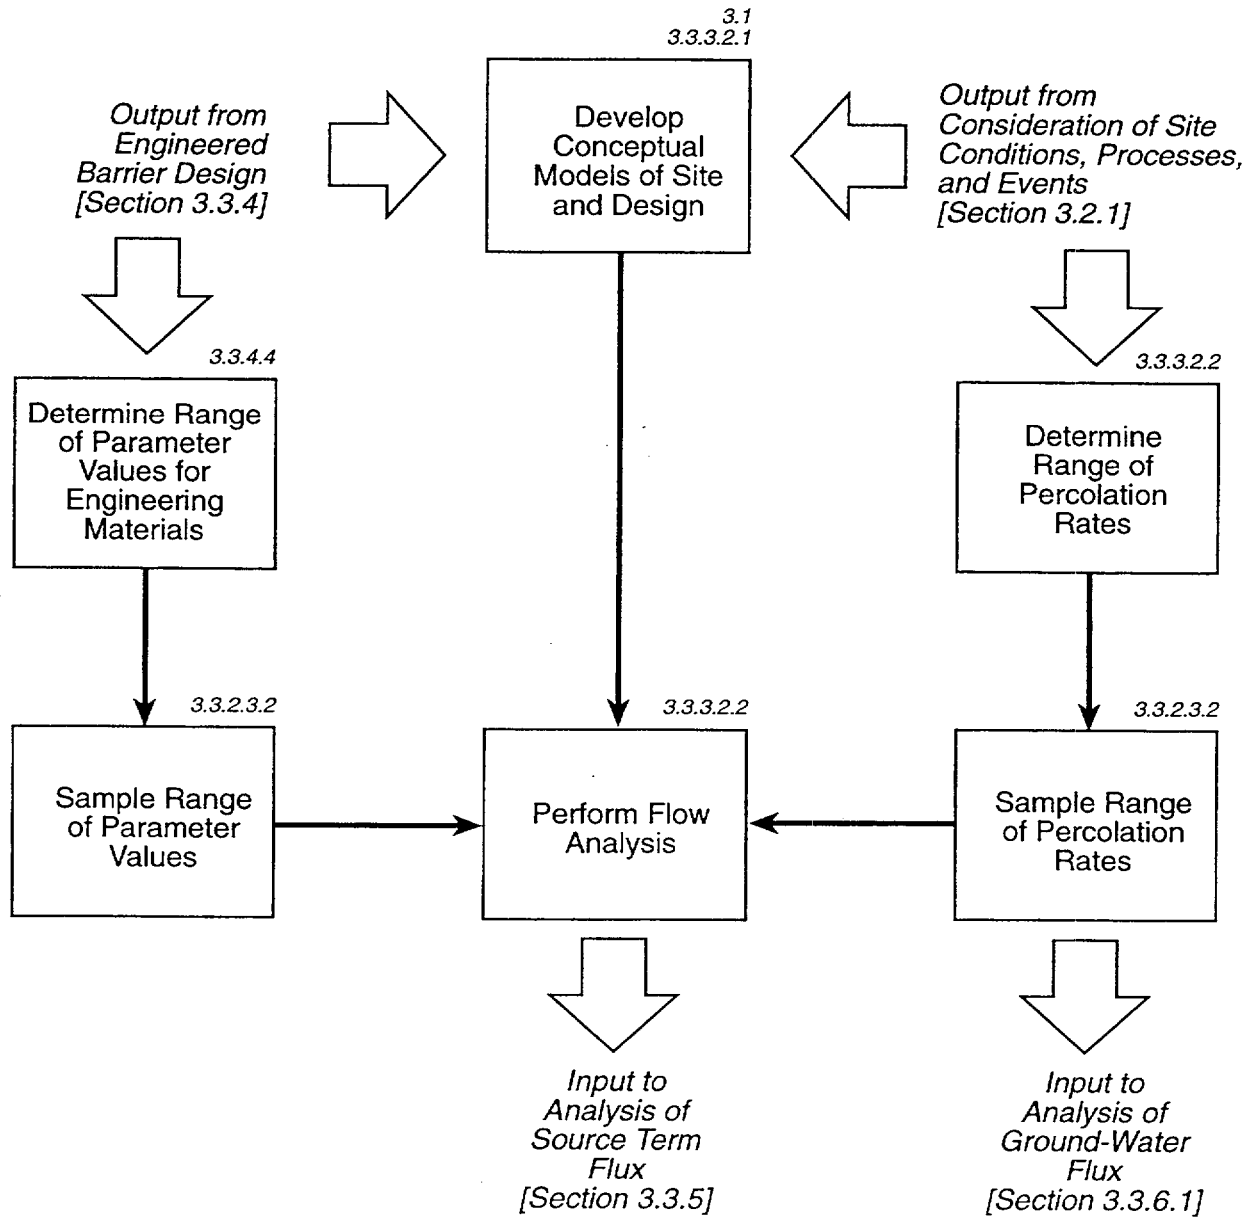 3.1
3.3.3.2.1
Develop
Conceptual
Models of Site
and Design
Output from
Engineered
Barrier Design
[Section 3.3.4]
Output from
Consideration of Site
Conditions, Processes,
and Events
[Section 3.2.1]
3.3.4.4
Determine Range
of Parameter
Values for
Engineering
Materials
3.3.3.2.2
Determine
Range of
Percolation
Rates
3.3.2.3.2
Sample Range
of Parameter
Values
3.3.3.2.2
Perform Flow
Analysis
3.3.2.3.2
Sample Range
of Percolation
Rates
Input to
Analysis of
Source Term
Flux
[Section 3.3.5]
Input to
Analysis of
Ground-Water
Flux
[Section 3.3.6.1]